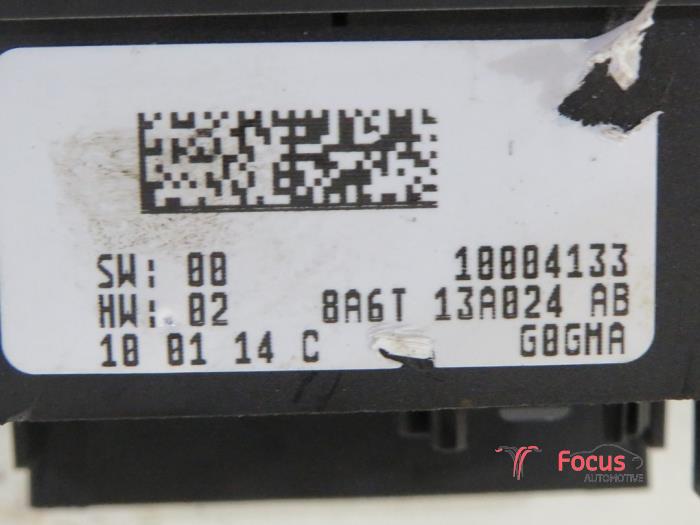 SW: 00 10004133
HW: 02 8A6T 13A024 AB
10 01 14 C G0GMA
Focus
AUTOMOTIVE